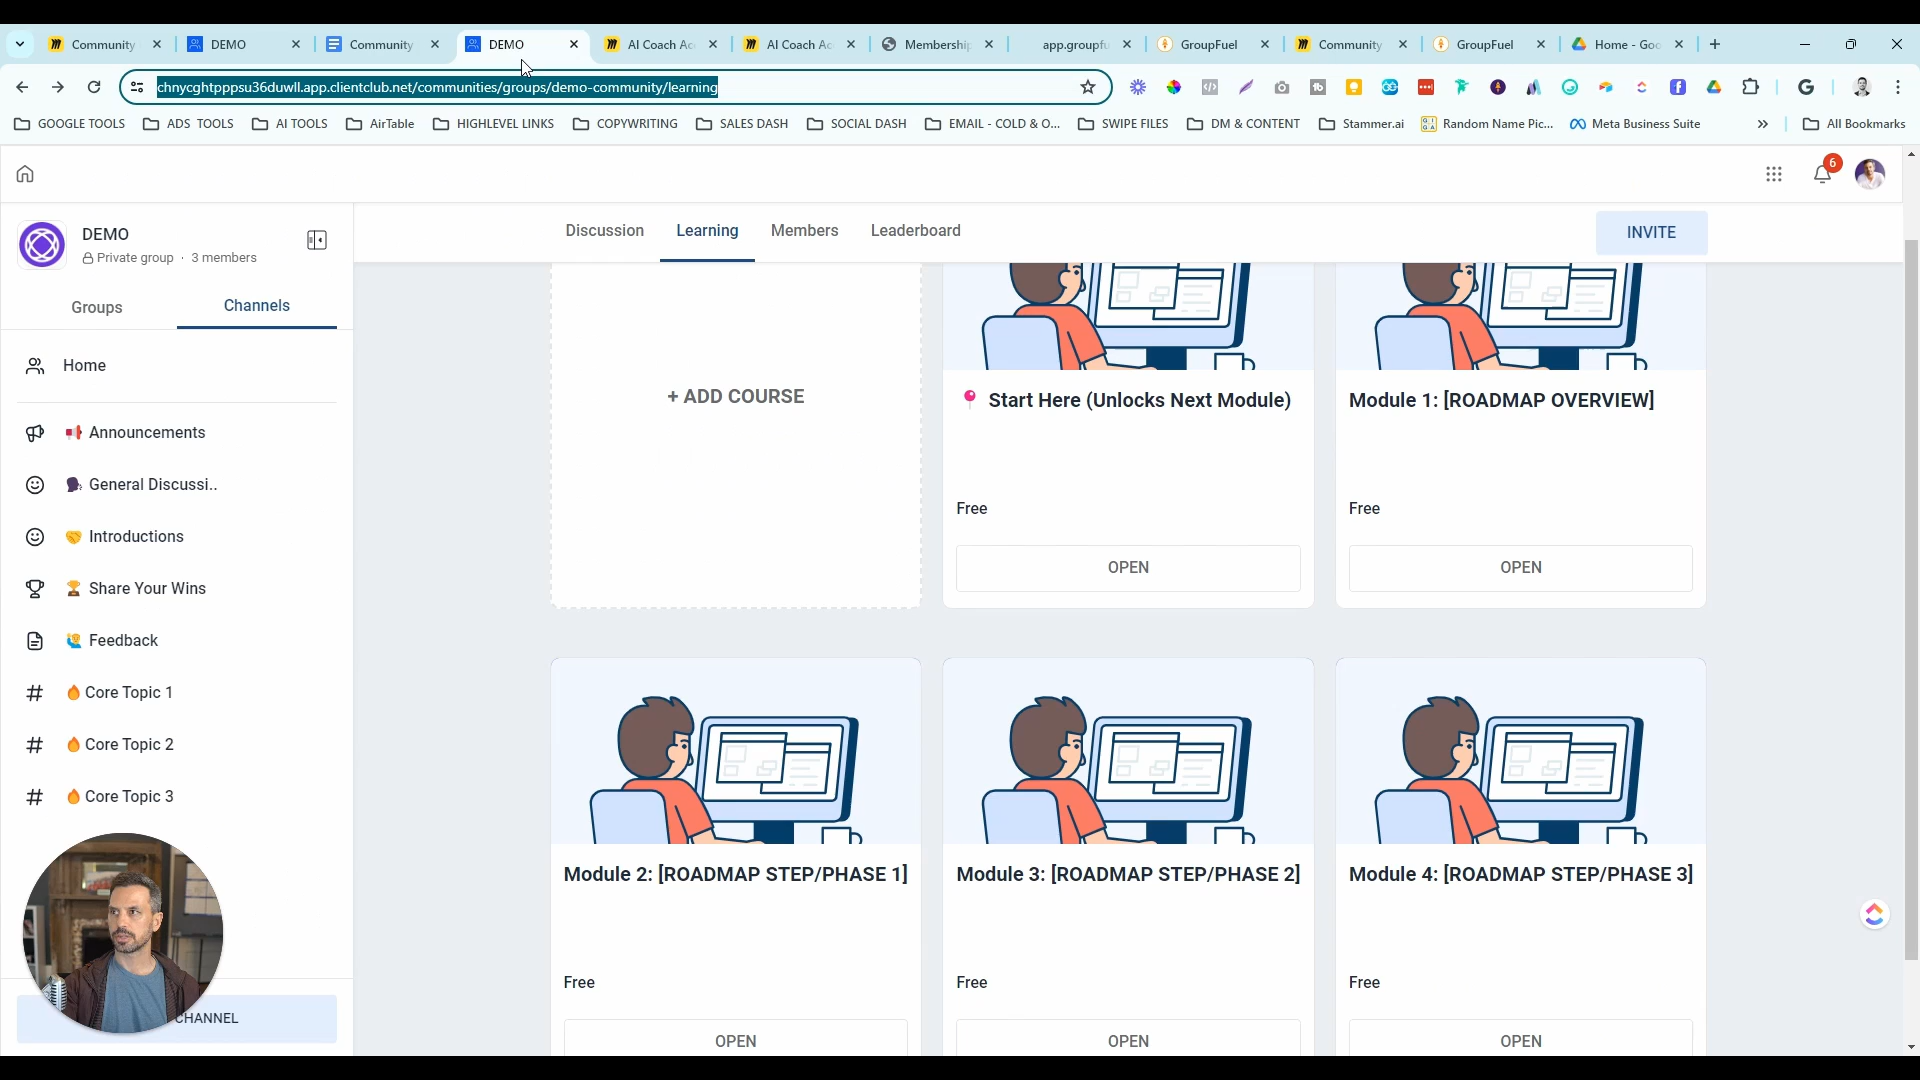 Community
DEMO
Community
DEMO
AI Coach Ac
AI Coach Ac
Membership
app.groupfu
GroupFuel
Community
GroupFuel
Home - Goo
chnycghtpppsu36duwll.app.clientclub.net/communities/groups/demo-community/learning
GOOGLE TOOLS
ADS TOOLS
AI TOOLS
AirTable
HIGHLEVEL LINKS
COPYWRITING
SALES DASH
SOCIAL DASH
EMAIL - COLD & O...
SWIPE FILES
DM & CONTENT
Stammer.ai
Random Name Pic...
Meta Business Suite
All Bookmarks
6
DEMO
Private group · 3 members
Discussion
Learning
Members
Leaderboard
INVITE
Groups
Channels
Home
Announcements
General Discussi..
Introductions
Share Your Wins
Feedback
Core Topic 1
Core Topic 2
Core Topic 3
CHANNEL
+ ADD COURSE
Start Here (Unlocks Next Module)
Free
OPEN
Module 1: [ROADMAP OVERVIEW]
Free
OPEN
Module 2: [ROADMAP STEP/PHASE 1]
Free
OPEN
Module 3: [ROADMAP STEP/PHASE 2]
Free
OPEN
Module 4: [ROADMAP STEP/PHASE 3]
Free
OPEN